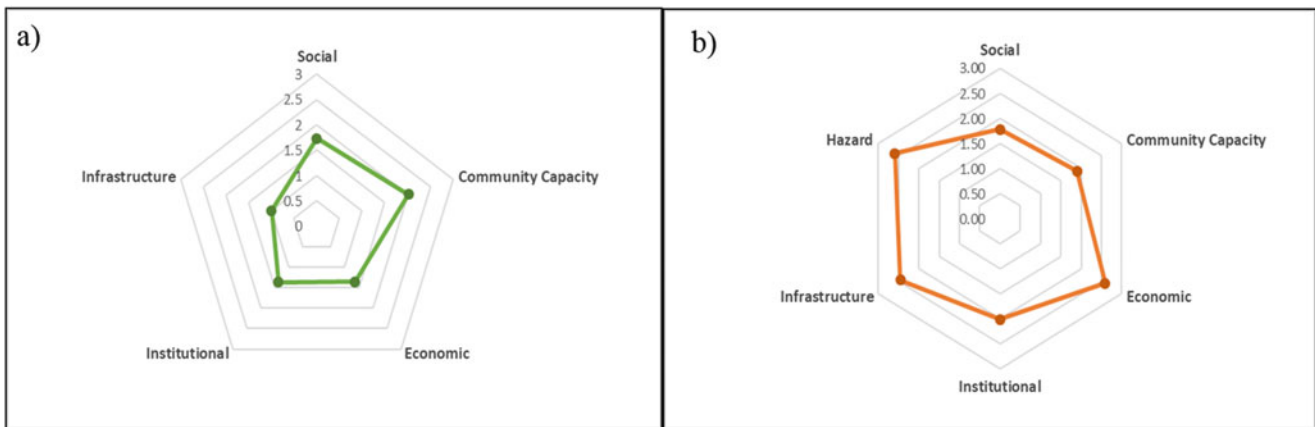 a)
Social
3
2.5
2
1.5
1
0.5
0
Infrastructure
Community Capacity
Institutional
Economic
b)
Social
3.00
2.50
2.00
1.50
1.00
0.50
0.00
Hazard
Community Capacity
Infrastructure
Economic
Institutional